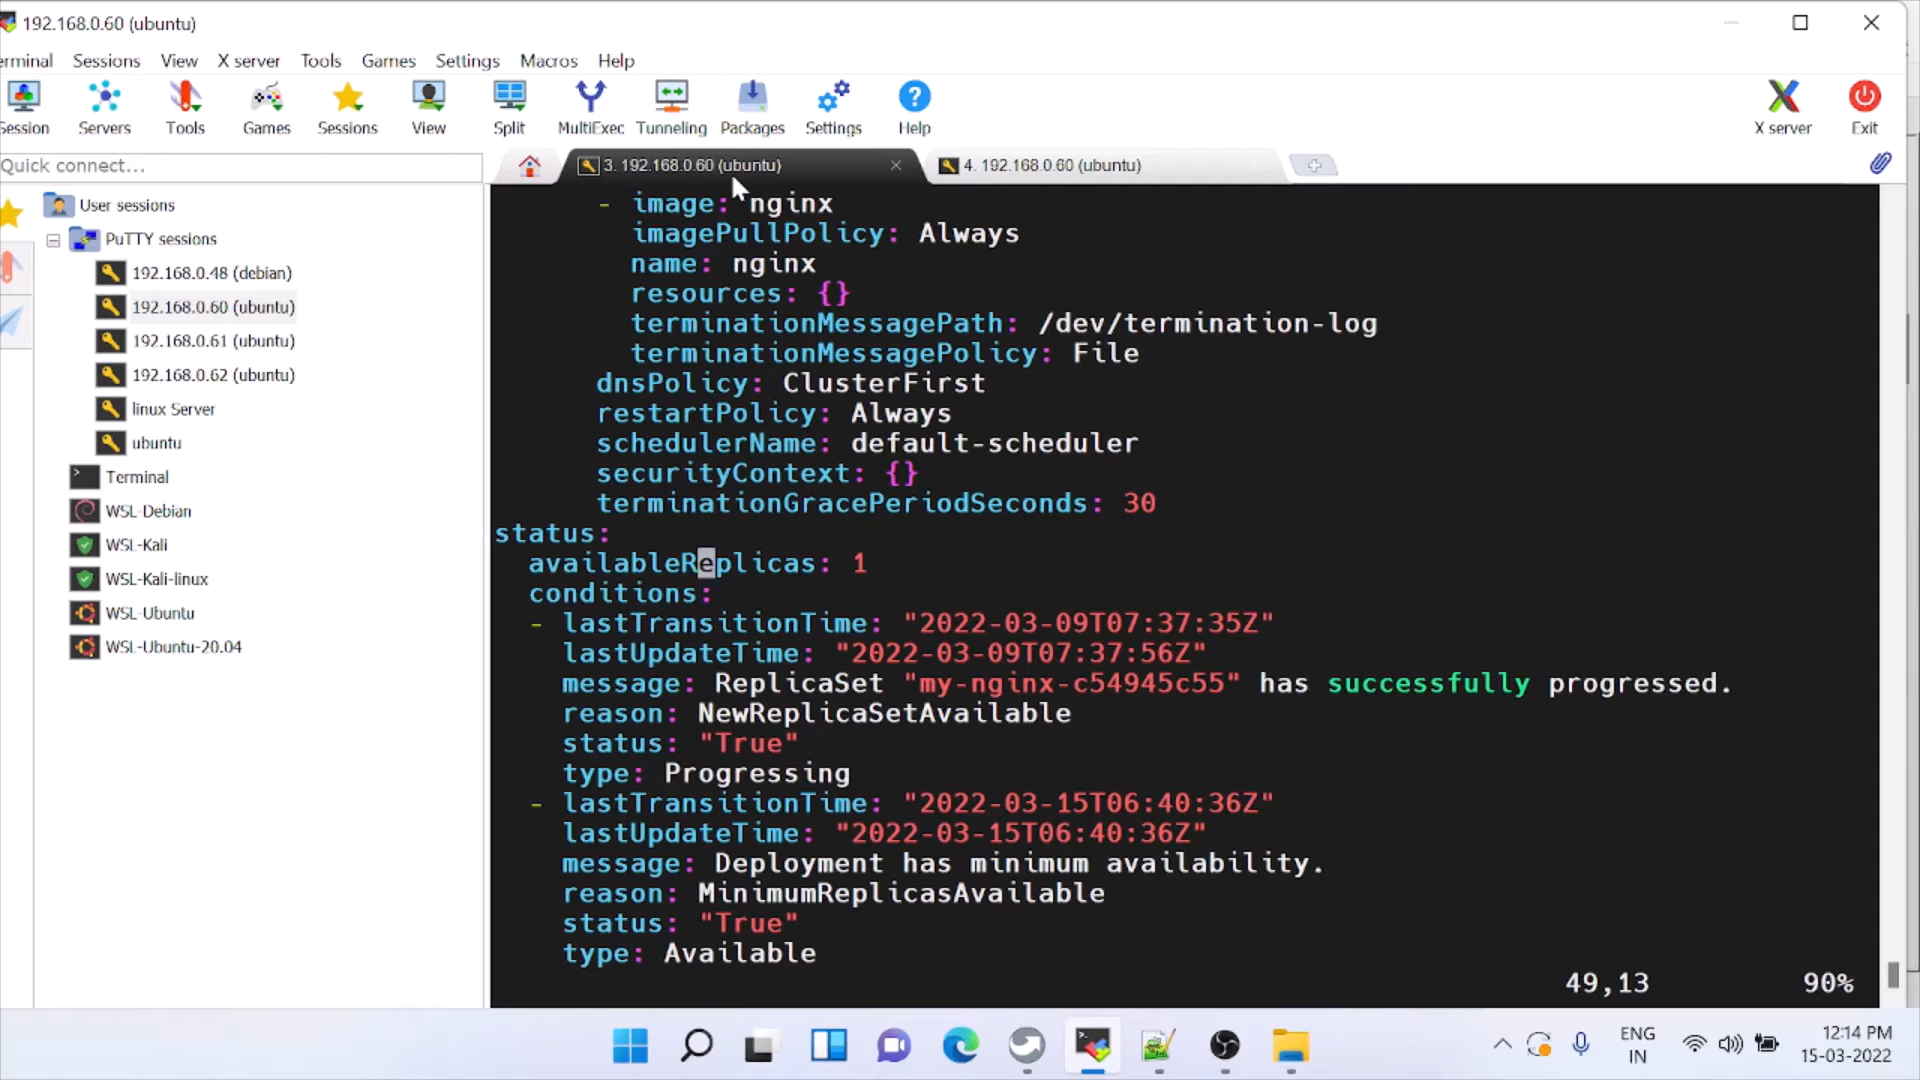 192.168.0.60 (ubuntu)
erminal Sessions View X server Tools Games Settings Macros Help
Session Servers Tools Games Sessions View Split MultiExec Tunneling Packages Settings Help X server Exit
Quick connect...
3. 192.168.0.60 (ubuntu)
4. 192.168.0.60 (ubuntu)
User sessions
PuTTY sessions
192.168.0.48 (debian)
192.168.0.60 (ubuntu)
192.168.0.61 (ubuntu)
192.168.0.62 (ubuntu)
linux Server
ubuntu
Terminal
WSL-Debian
WSL-Kali
WSL-Kali-linux
WSL-Ubuntu
WSL-Ubuntu-20.04
- image: nginx
imagePullPolicy: Always
name: nginx
resources: {}
terminationMessagePath: /dev/termination-log
terminationMessagePolicy: File
dnsPolicy: ClusterFirst
restartPolicy: Always
schedulerName: default-scheduler
securityContext: {}
terminationGracePeriodSeconds: 30
status:
availableReplicas: 1
conditions:
- lastTransitionTime: "2022-03-09T07:37:35Z"
lastUpdateTime: "2022-03-09T07:37:56Z"
message: ReplicaSet "my-nginx-c54945c55" has successfully progressed.
reason: NewReplicaSetAvailable
status: "True"
type: Progressing
- lastTransitionTime: "2022-03-15T06:40:36Z"
lastUpdateTime: "2022-03-15T06:40:36Z"
message: Deployment has minimum availability.
reason: MinimumReplicasAvailable
status: "True"
type: Available
49,13 90%
ENG
IN
12:14 PM
15-03-2022